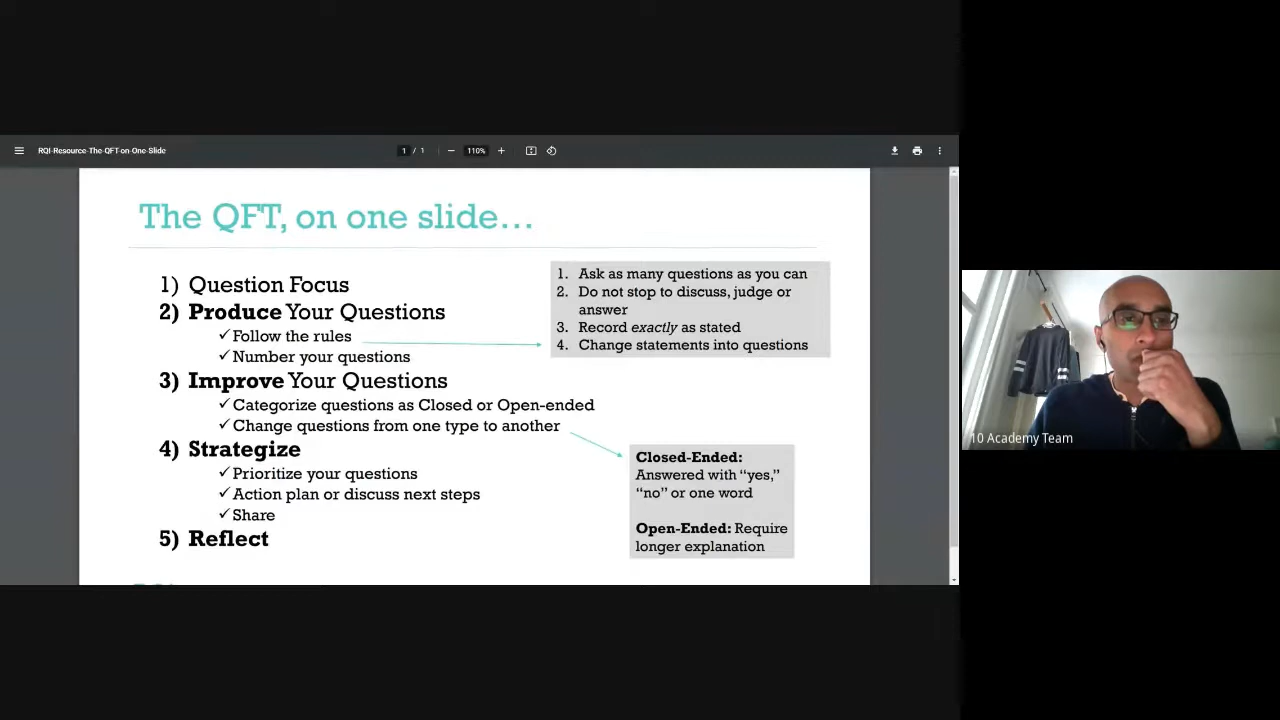 RQI-Resource-The-QFT-on-One-Slide
1 / 1
110%
The QFT, on one slide...
1) Question Focus
2) Produce Your Questions
✓Follow the rules
✓Number your questions
3) Improve Your Questions
✓Categorize questions as Closed or Open-ended
✓Change questions from one type to another
4) Strategize
✓Prioritize your questions
✓Action plan or discuss next steps
✓Share
5) Reflect
1. Ask as many questions as you can
2. Do not stop to discuss, judge or
answer
3. Record exactly as stated
4. Change statements into questions
Closed-Ended:
Answered with “yes,”
“no” or one word
Open-Ended: Require
longer explanation
10 Academy Team